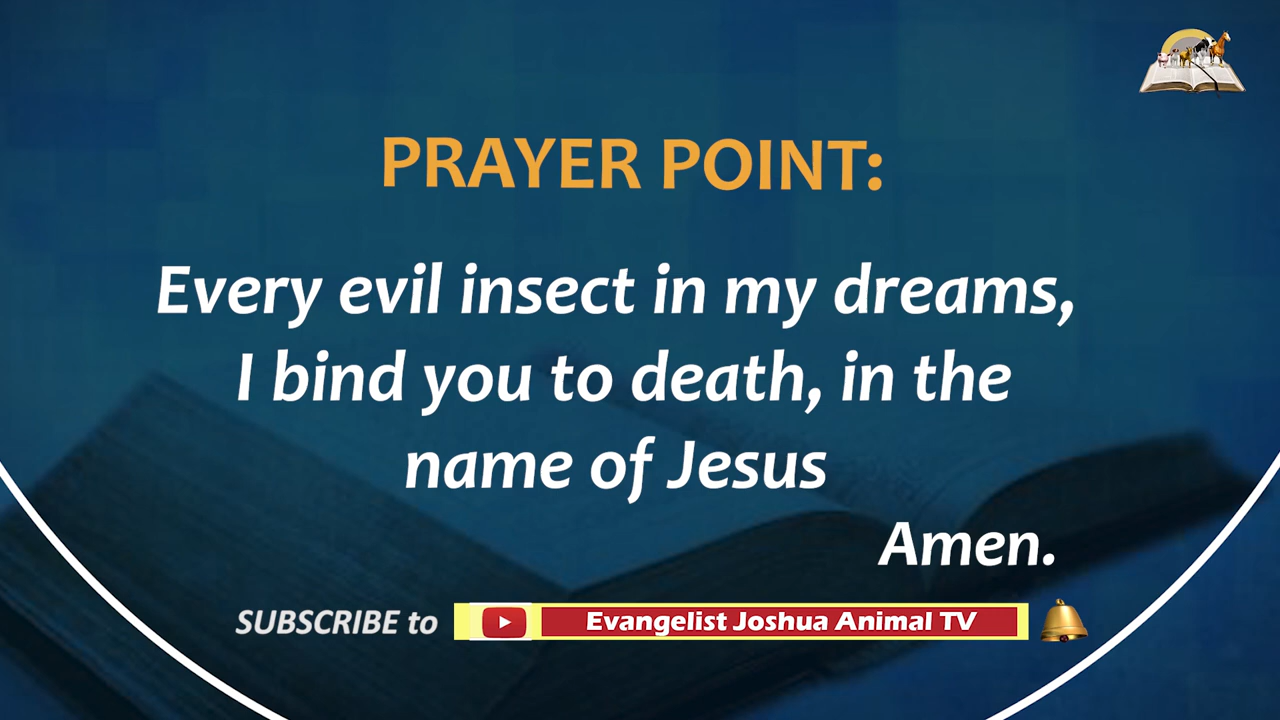 PRAYER POINT:
Every evil insect in my dreams,
I bind you to death, in the
name of Jesus
Amen.
SUBSCRIBE to Evangelist Joshua Animal TV